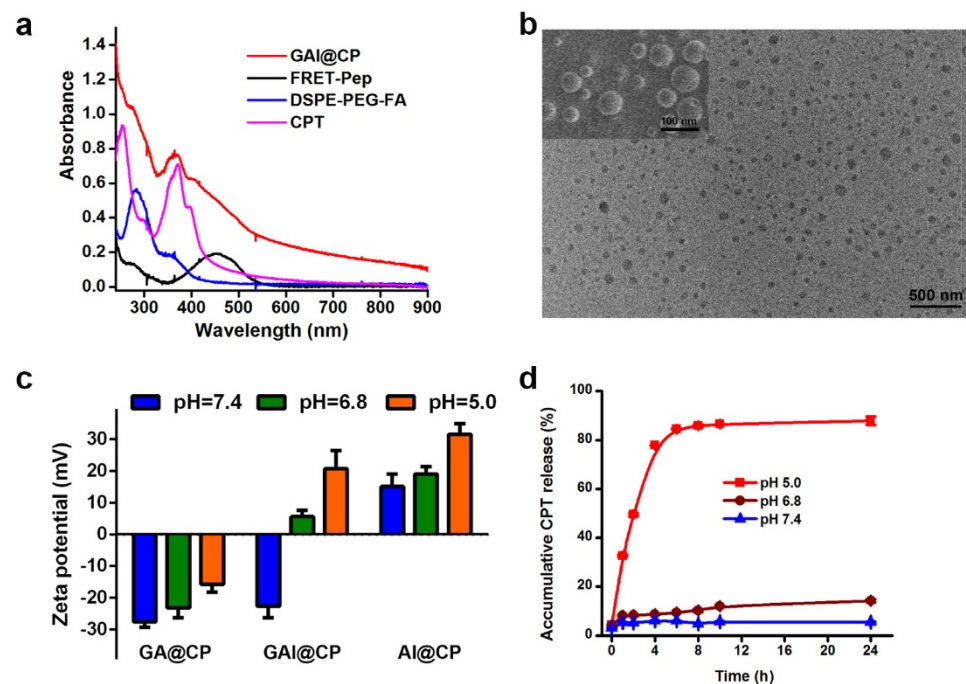 a
1.4
1.2
1.0
0.8
0.6
0.4
0.2
0.0
Absorbance
GAI@CP
FRET-Pep
DSPE-PEG-FA
CPT
300 400 500 600 700 800 900
Wavelength (nm)
b
100 nm
500 nm
c
pH=7.4 pH=6.8 pH=5.0
30
20
10
0
-10
-20
-30
Zeta potential (mV)
GA@CP GAI@CP AI@CP
d
100
80
60
40
20
0
Accumulative CPT release (%)
pH 5.0
pH 6.8
pH 7.4
0 4 8 12 16 20 24
Time (h)